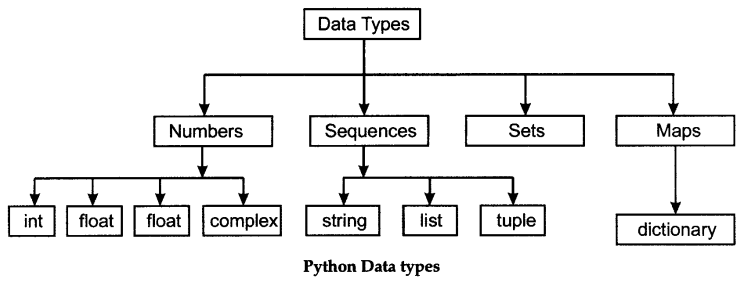 Data Types
Numbers Sequences Sets Maps
int float float complex string list tuple dictionary
Python Data types